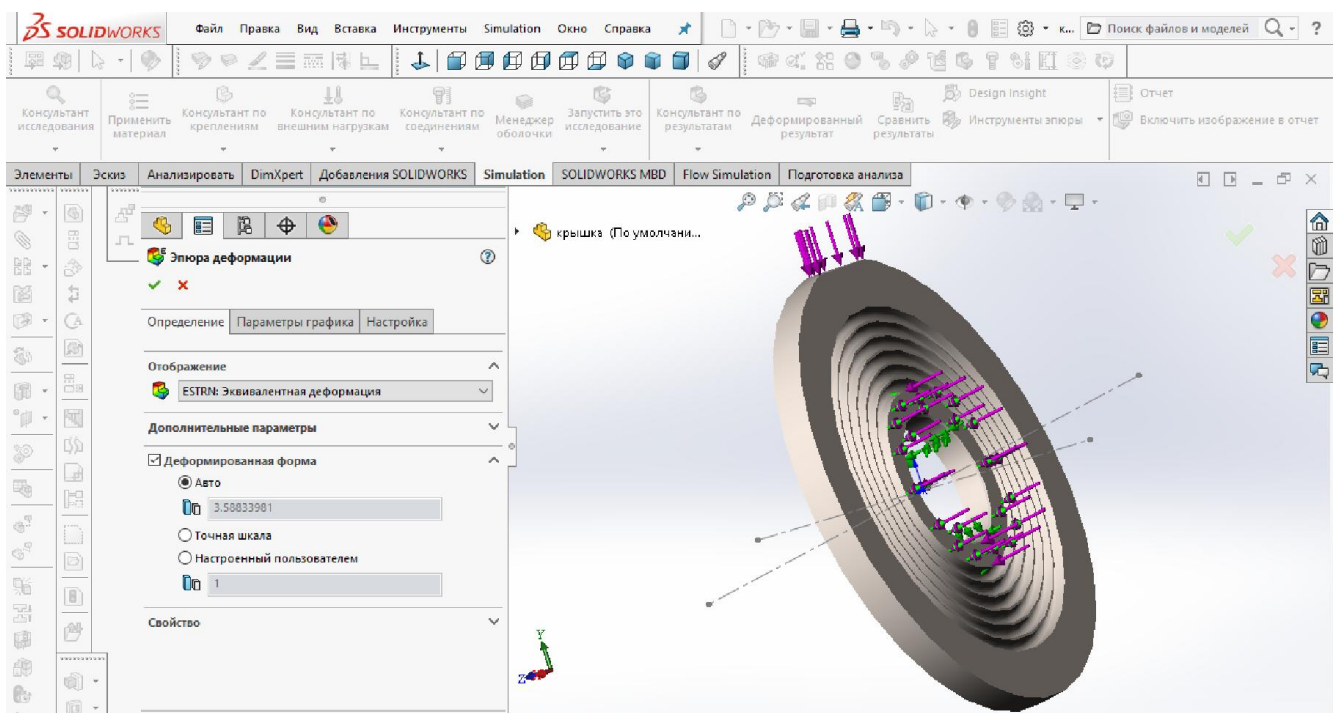 SOLIDWORKS Файл Правка Вид Вставка Инструменты Simulation Окно Справка к... Поиск файлов и моделей ?
Консультант исследования
Применить материал
Консультант по креплениям
Консультант по внешним нагрузкам
Консультант по соединениям
Менеджер оболочки
Запустить это исследование
Консультант по результатам
Деформированный результат
Сравнить результаты
Design Insight
Инструменты эпюры
Отчет
Включить изображение в отчет
Элементы Эскиз Анализировать DimXpert Добавления SOLIDWORKS Simulation SOLIDWORKS MBD Flow Simulation Подготовка анализа
крышка (По умолчани...
Эпюра деформации
Определение Параметры графика Настройка
Отображение
ESTRN: Эквивалентная деформация
Дополнительные параметры
Деформированная форма
Авто
3.58833981
Точная шкала
Настроенный пользователем
1
Свойство
Y
Z